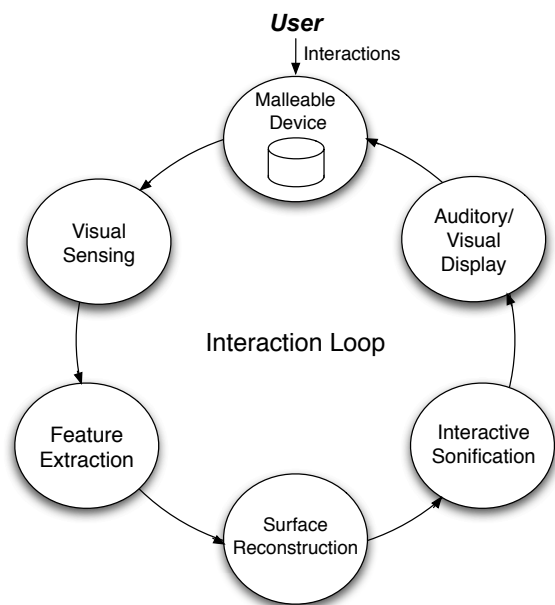 User
Interactions
Malleable
Device
Visual
Sensing
Auditory/
Visual
Display
Interaction Loop
Feature
Extraction
Interactive
Sonification
Surface
Reconstruction